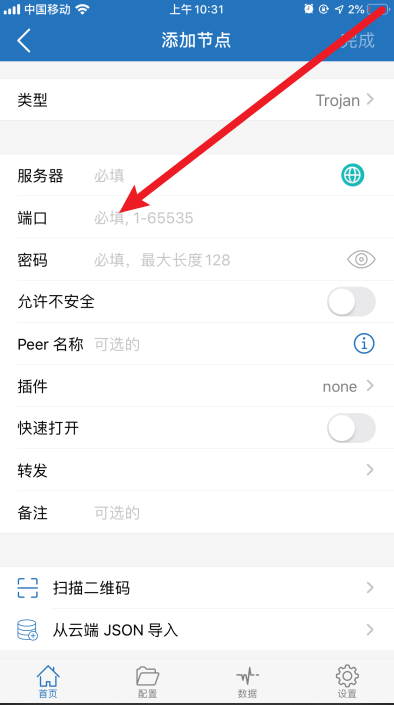 中国移动 上午 10:31 2%
添加节点 完成
类型 Trojan
服务器 必填
端口 必填, 1-65535
密码 必填，最大长度128
允许不安全
Peer 名称 可选的
插件 none
快速打开
转发
备注 可选的
扫描二维码
从云端 JSON 导入
首页 配置 数据 设置